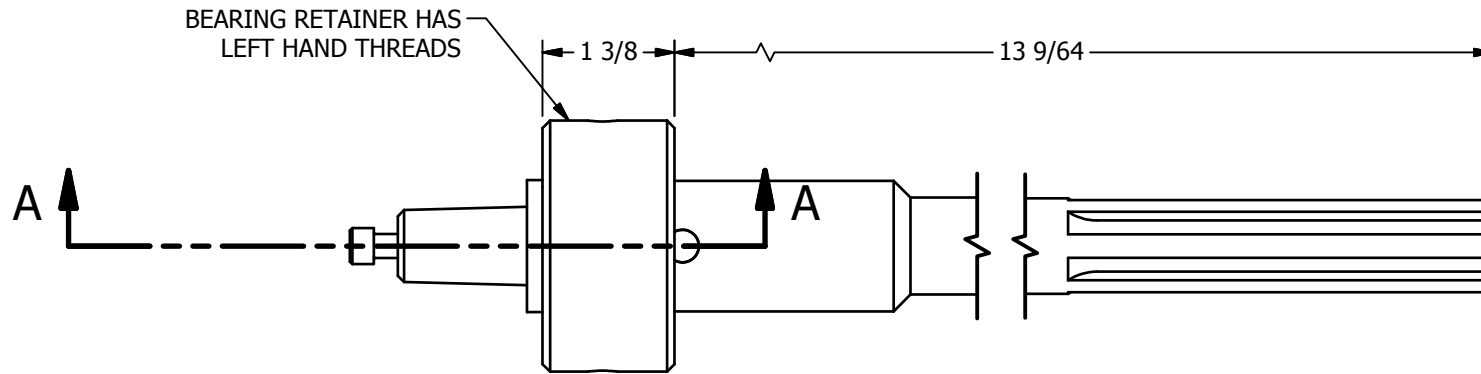 BEARING RETAINER HAS
LEFT HAND THREADS
1 3/8
13 9/64
A
A